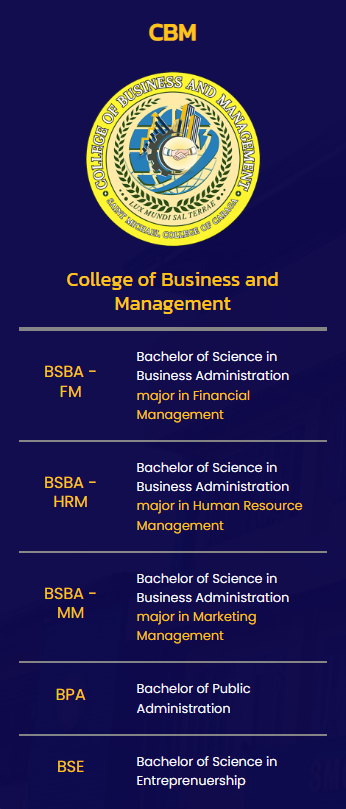 CBM
COLLEGE OF BUSINESS AND MANAGEMENT
LUX MUNDI SAL TERRAE
SAINT MICHAEL COLLEGE OF CARAGA
College of Business and
Management
BSBA -
FM
Bachelor of Science in
Business Administration
major in Financial
Management
BSBA -
HRM
Bachelor of Science in
Business Administration
major in Human Resource
Management
BSBA -
MM
Bachelor of Science in
Business Administration
major in Marketing
Management
BPA
Bachelor of Public
Administration
BSE
Bachelor of Science in
Entreprenuership